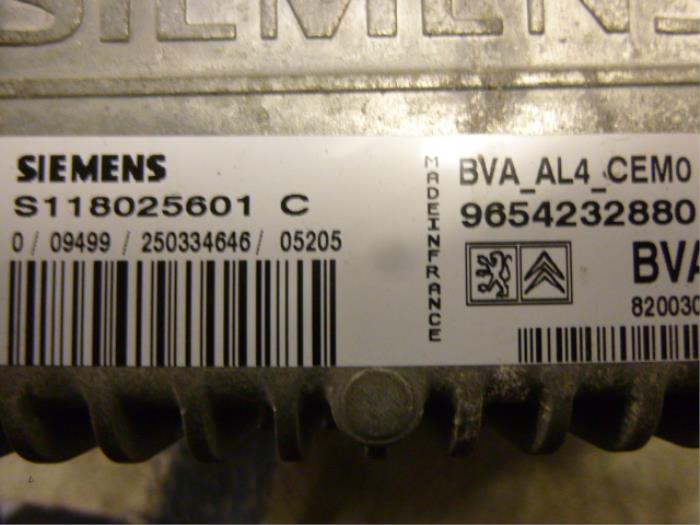 SIEMENS
SIEMENS
S118025601 C
0 / 09499 / 250334646 / 05205
MADEINFRANCE
BVA_AL4_CEM0
9654232880
BVA
820030